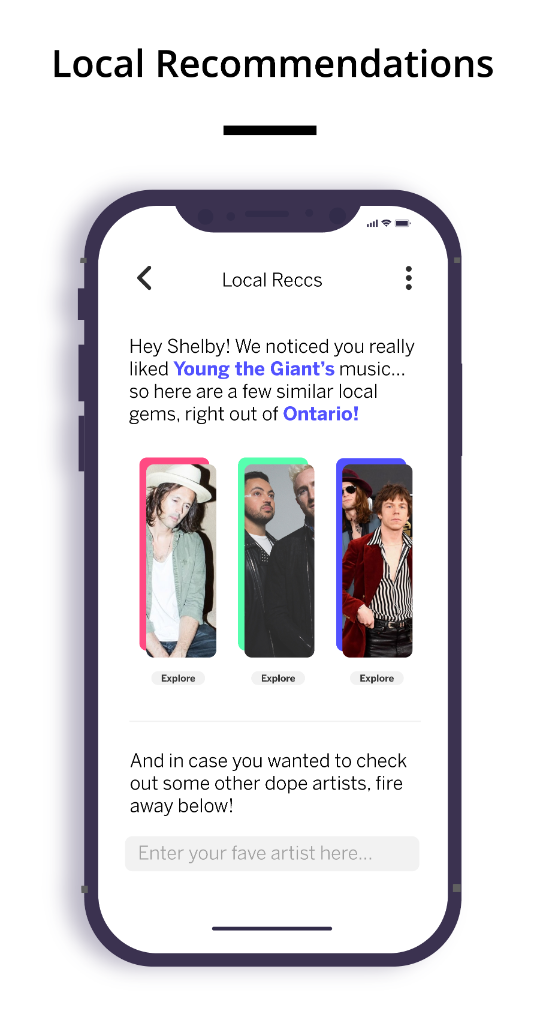 Local Recommendations
Local Reccs
Hey Shelby! We noticed you really
liked Young the Giant's music...
so here are a few similar local
gems, right out of Ontario!
Explore Explore Explore
And in case you wanted to check
out some other dope artists, fire
away below!
Enter your fave artist here...